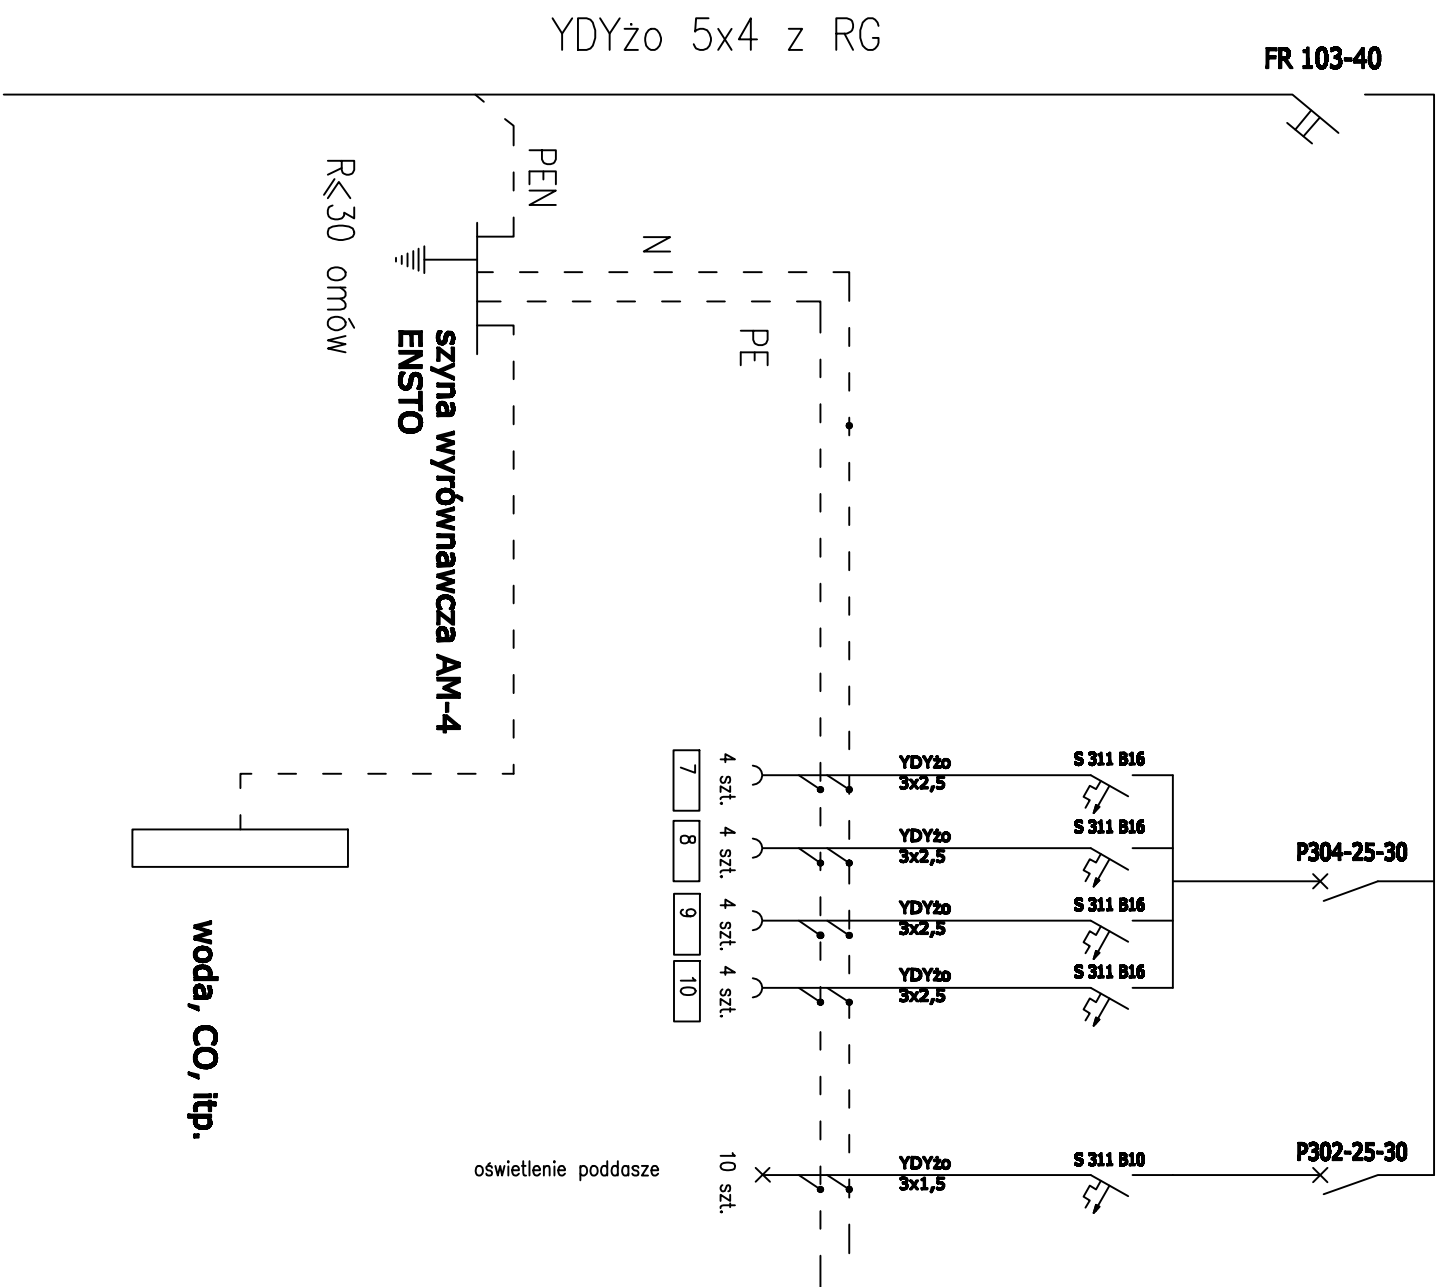 YDYżo 5x4 z RG
FR 103-40
PEN
R≤30 omów
N
PE
szyna wyrównawcza AM-4
ENSTO
7
4 szt.
YDYżo
3x2,5
S 311 B16
8
4 szt.
YDYżo
3x2,5
S 311 B16
P304-25-30
9
4 szt.
YDYżo
3x2,5
S 311 B16
10
4 szt.
YDYżo
3x2,5
S 311 B16
woda, CO, itp.
oświetlenie poddasze
10 szt.
YDYżo
3x1,5
S 311 B10
P302-25-30